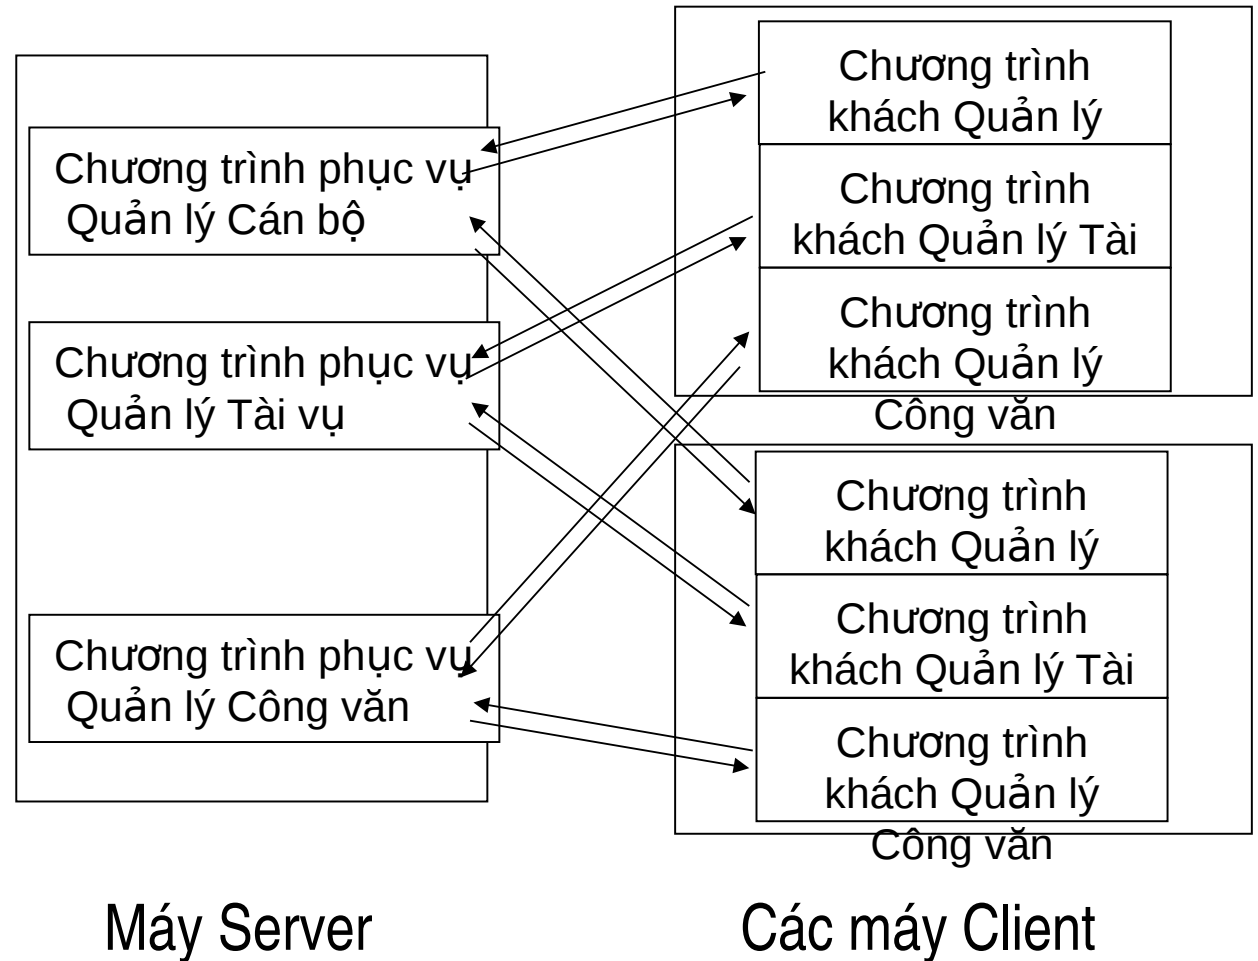 Chương trình phục vụ
Quản lý Cán bộ
Chương trình phục vụ
Quản lý Tài vụ
Chương trình phục vụ
Quản lý Công văn
Máy Server
Chương trình
khách Quản lý
Chương trình
khách Quản lý Tài
Chương trình
khách Quản lý
Công văn
Chương trình
khách Quản lý
Chương trình
khách Quản lý Tài
Chương trình
khách Quản lý
Công văn
Các máy Client